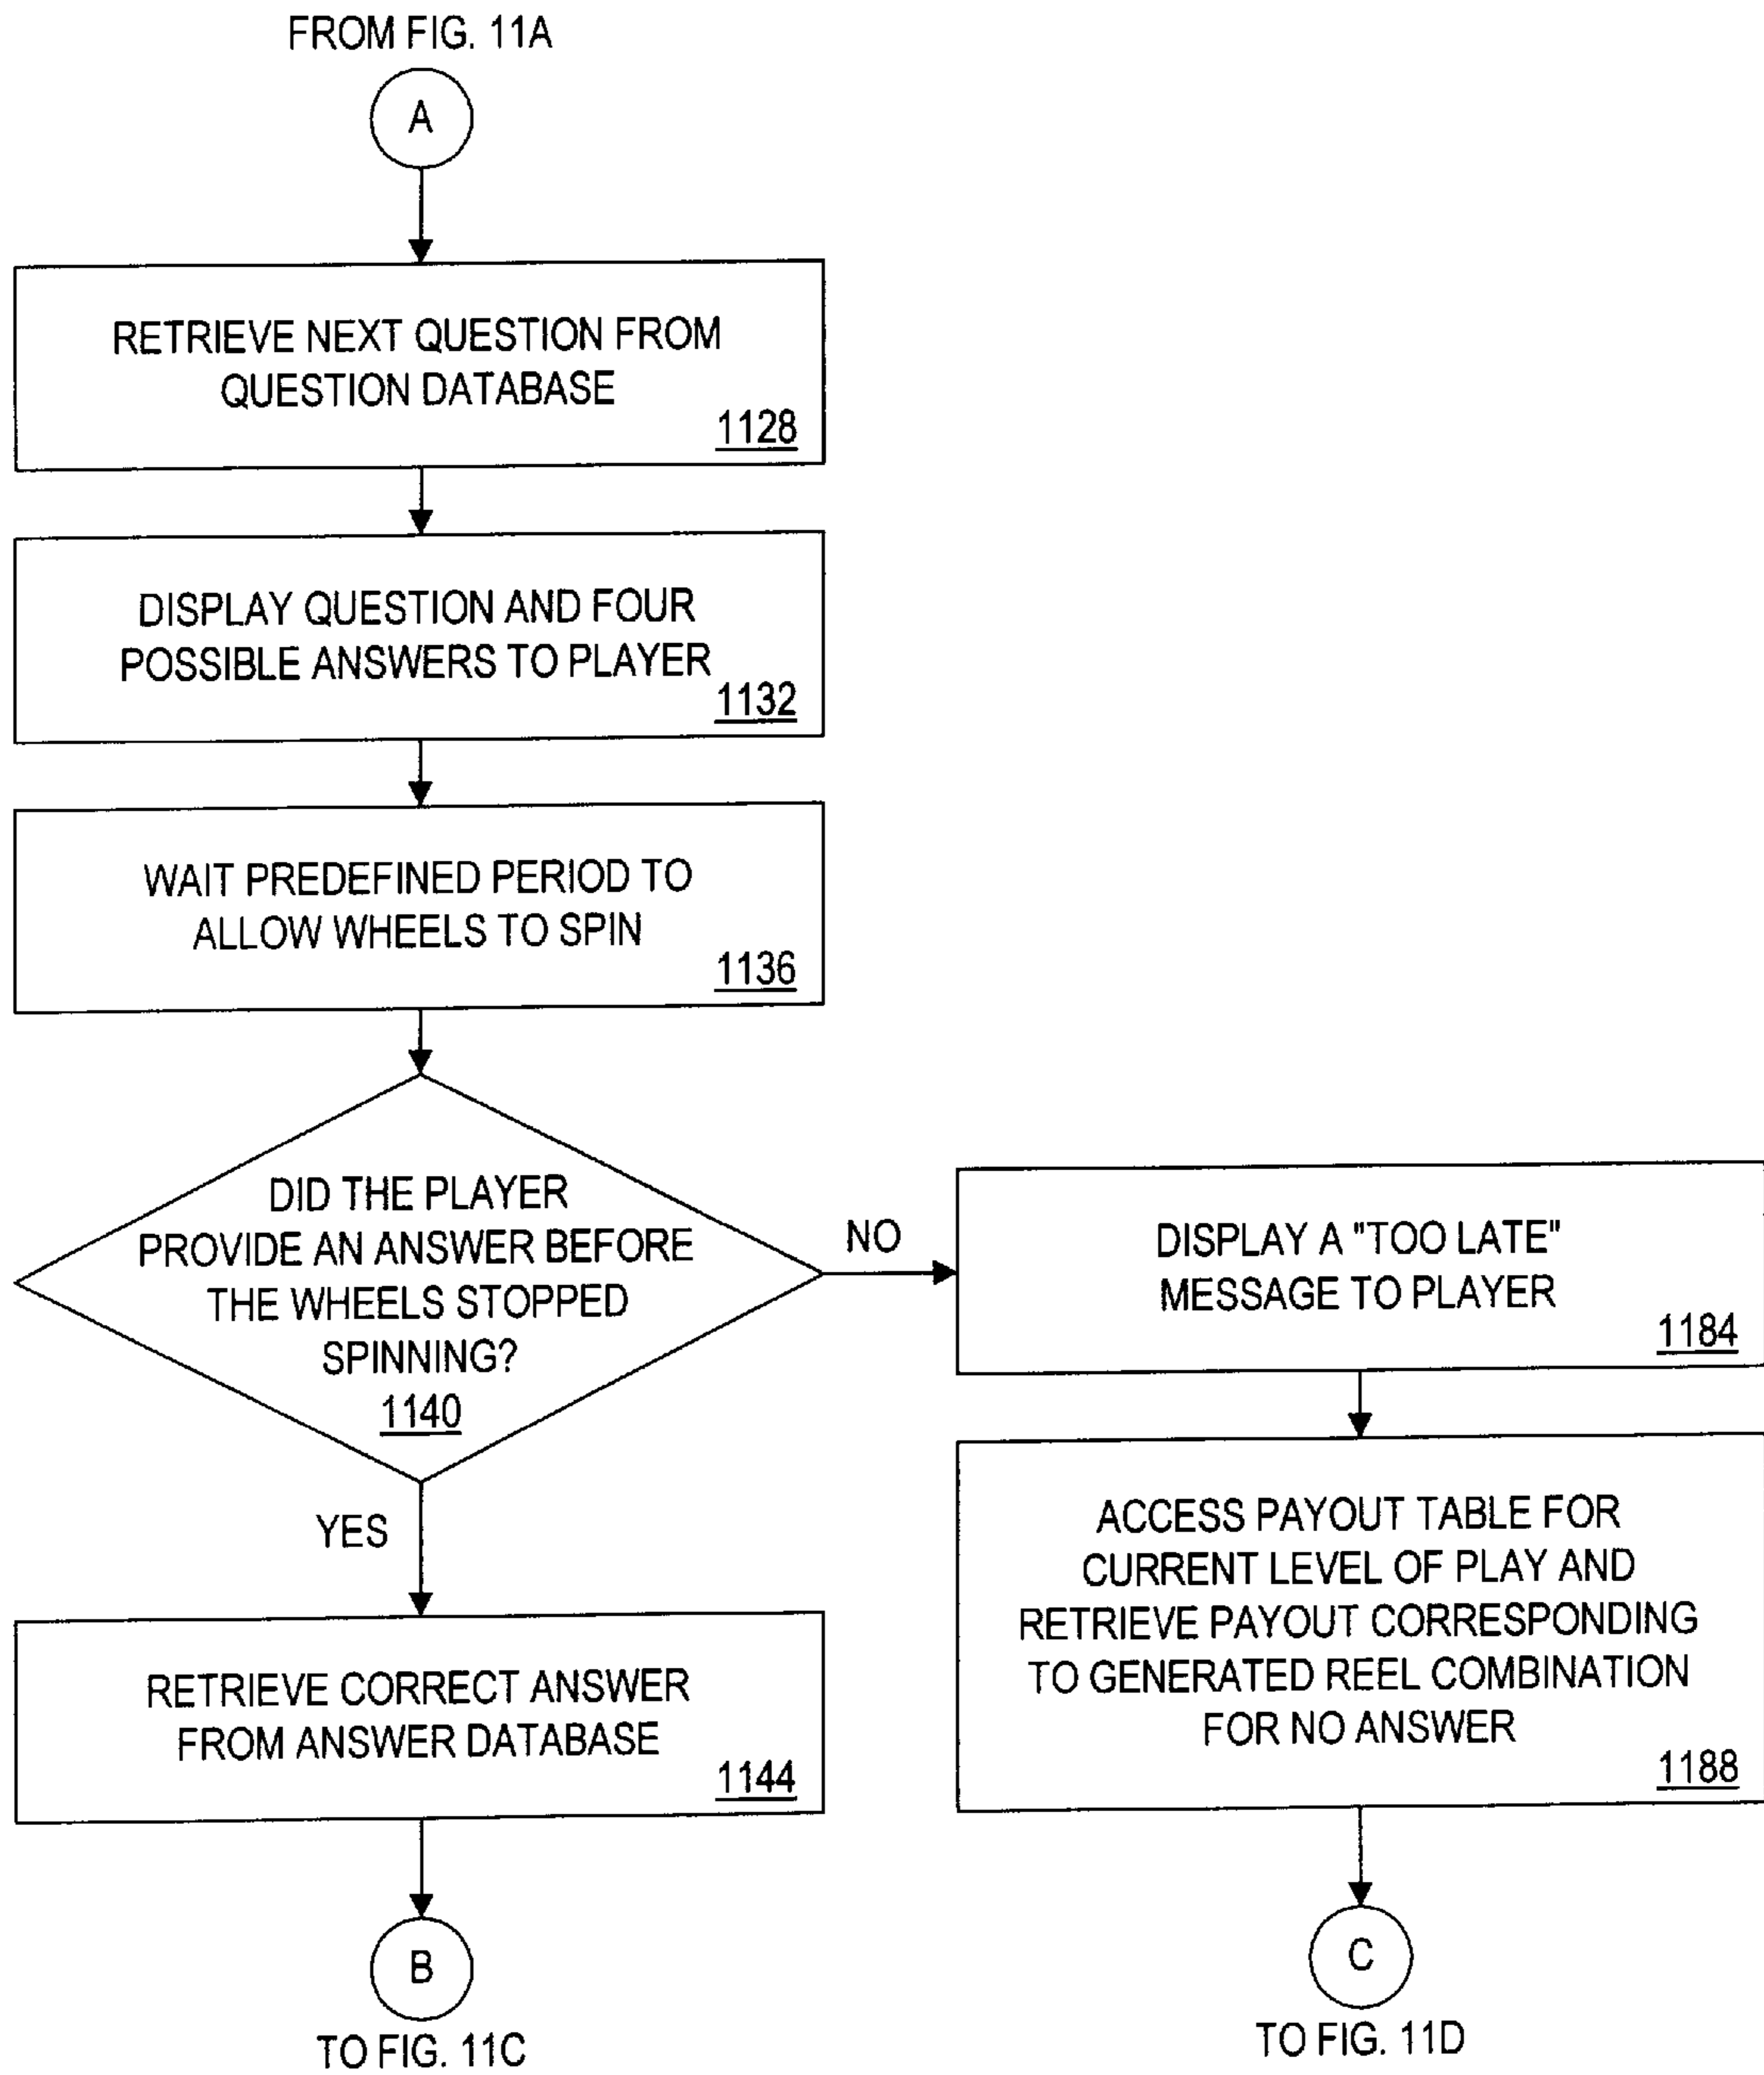 FROM FIG. 11A
A
RETRIEVE NEXT QUESTION FROM
QUESTION DATABASE
1128
DISPLAY QUESTION AND FOUR
POSSIBLE ANSWERS TO PLAYER
1132
WAIT PREDEFINED PERIOD TO
ALLOW WHEELS TO SPIN
1136
DID THE PLAYER
PROVIDE AN ANSWER BEFORE
THE WHEELS STOPPED
SPINNING?
1140
NO
DISPLAY A "TOO LATE"
MESSAGE TO PLAYER
1184
YES
RETRIEVE CORRECT ANSWER
FROM ANSWER DATABASE
1144
ACCESS PAYOUT TABLE FOR
CURRENT LEVEL OF PLAY AND
RETRIEVE PAYOUT CORRESPONDING
TO GENERATED REEL COMBINATION
FOR NO ANSWER
1188
B
TO FIG. 11C
C
TO FIG. 11D